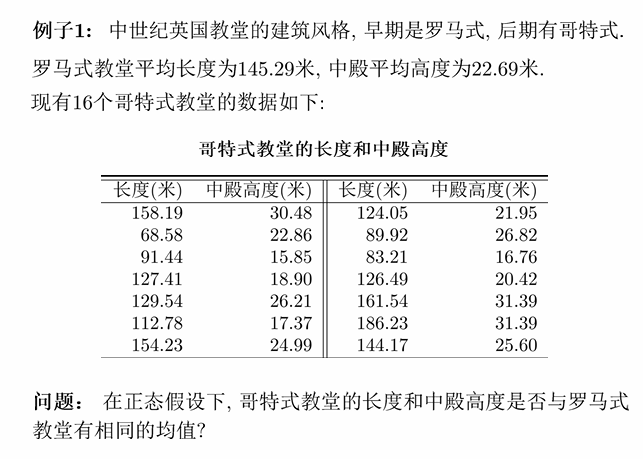 例子1: 中世纪英国教堂的建筑风格, 早期是罗马式, 后期有哥特式.
罗马式教堂平均长度为145.29米, 中殿平均高度为22.69米.
现有16个哥特式教堂的数据如下:
哥特式教堂的长度和中殿高度
长度(米) 中殿高度(米) 长度(米) 中殿高度(米)
158.19 30.48 124.05 21.95
68.58 22.86 89.92 26.82
91.44 15.85 83.21 16.76
127.41 18.90 126.49 20.42
129.54 26.21 161.54 31.39
112.78 17.37 186.23 31.39
154.23 24.99 144.17 25.60
问题: 在正态假设下, 哥特式教堂的长度和中殿高度是否与罗马式
教堂有相同的均值?